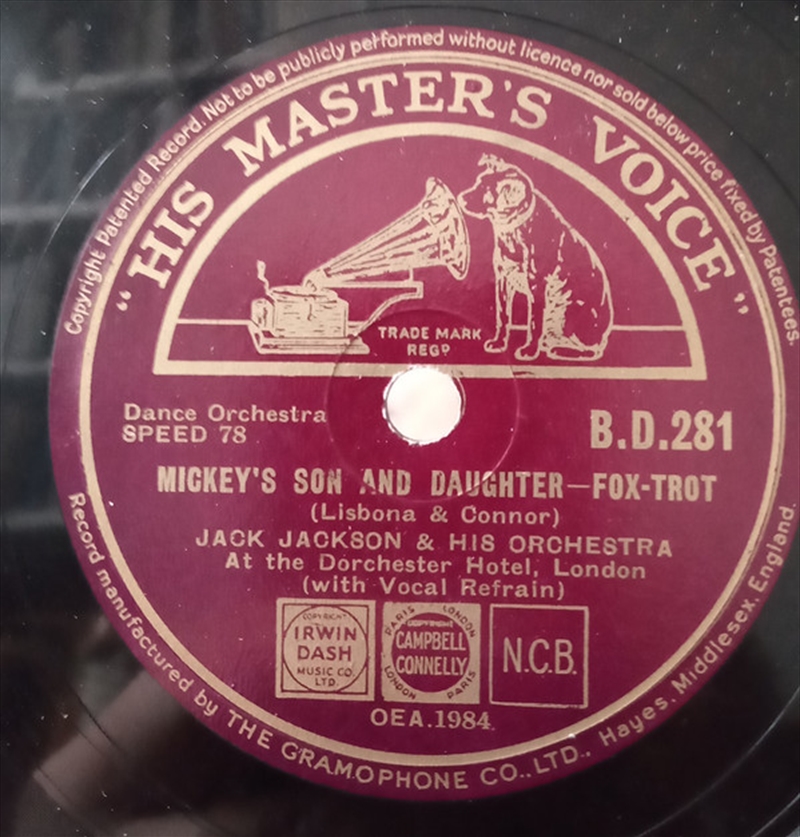 Copyright Patented Record. Not to be publicly performed without licence nor sold below price fixed by Patentees.
"HIS MASTER'S VOICE"
TRADE MARK
REGD
Dance Orchestra
SPEED 78
B.D.281
MICKEY'S SON AND DAUGHTER—FOX-TROT
(Lisbona & Connor)
JACK JACKSON & HIS ORCHESTRA
At the Dorchester Hotel, London
(with Vocal Refrain)
COPYRIGHT
IRWIN
DASH
MUSIC CO.
LTD.
PARIS LONDON
COPYRIGHT
CAMPBELL
CONNELLY
LONDON PARIS
N.C.B.
OEA.1984.
Record manufactured by THE GRAMOPHONE CO., LTD., Hayes, Middlesex, England.